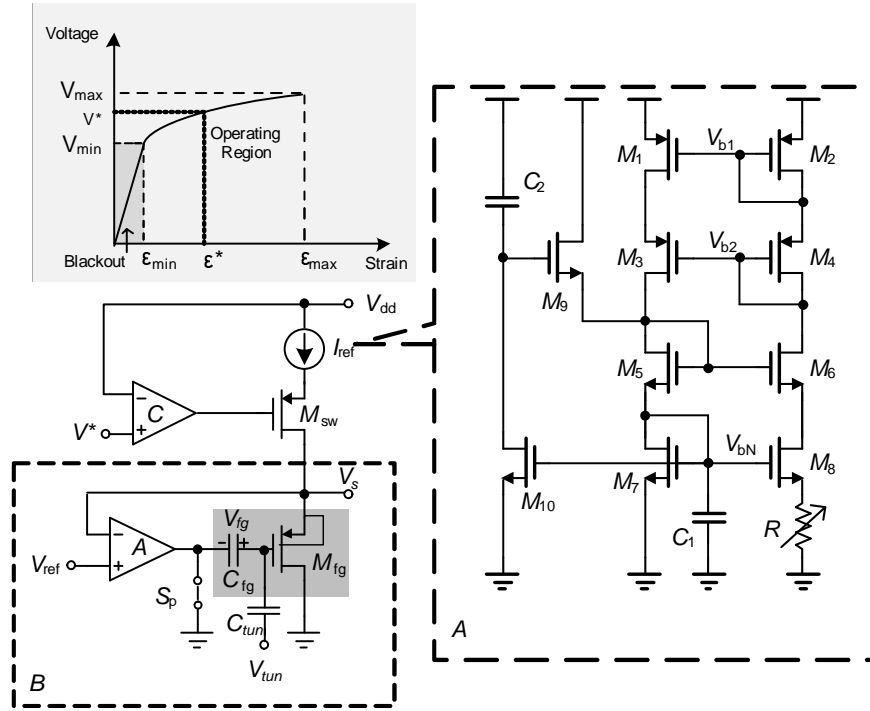 Voltage
V_max
V*
V_min
Operating
Region
Blackout
ε_min
ε*
ε_max
Strain
V_dd
I_ref
C
V*
M_sw
V_s
A
V_ref
V_fg
C_fg
M_fg
S_p
C_tun
V_tun
B
C_2
M_1
V_b1
M_2
M_3
V_b2
M_4
M_9
M_5
M_6
M_10
M_7
V_bN
M_8
C_1
R
A
− +
− +
− +